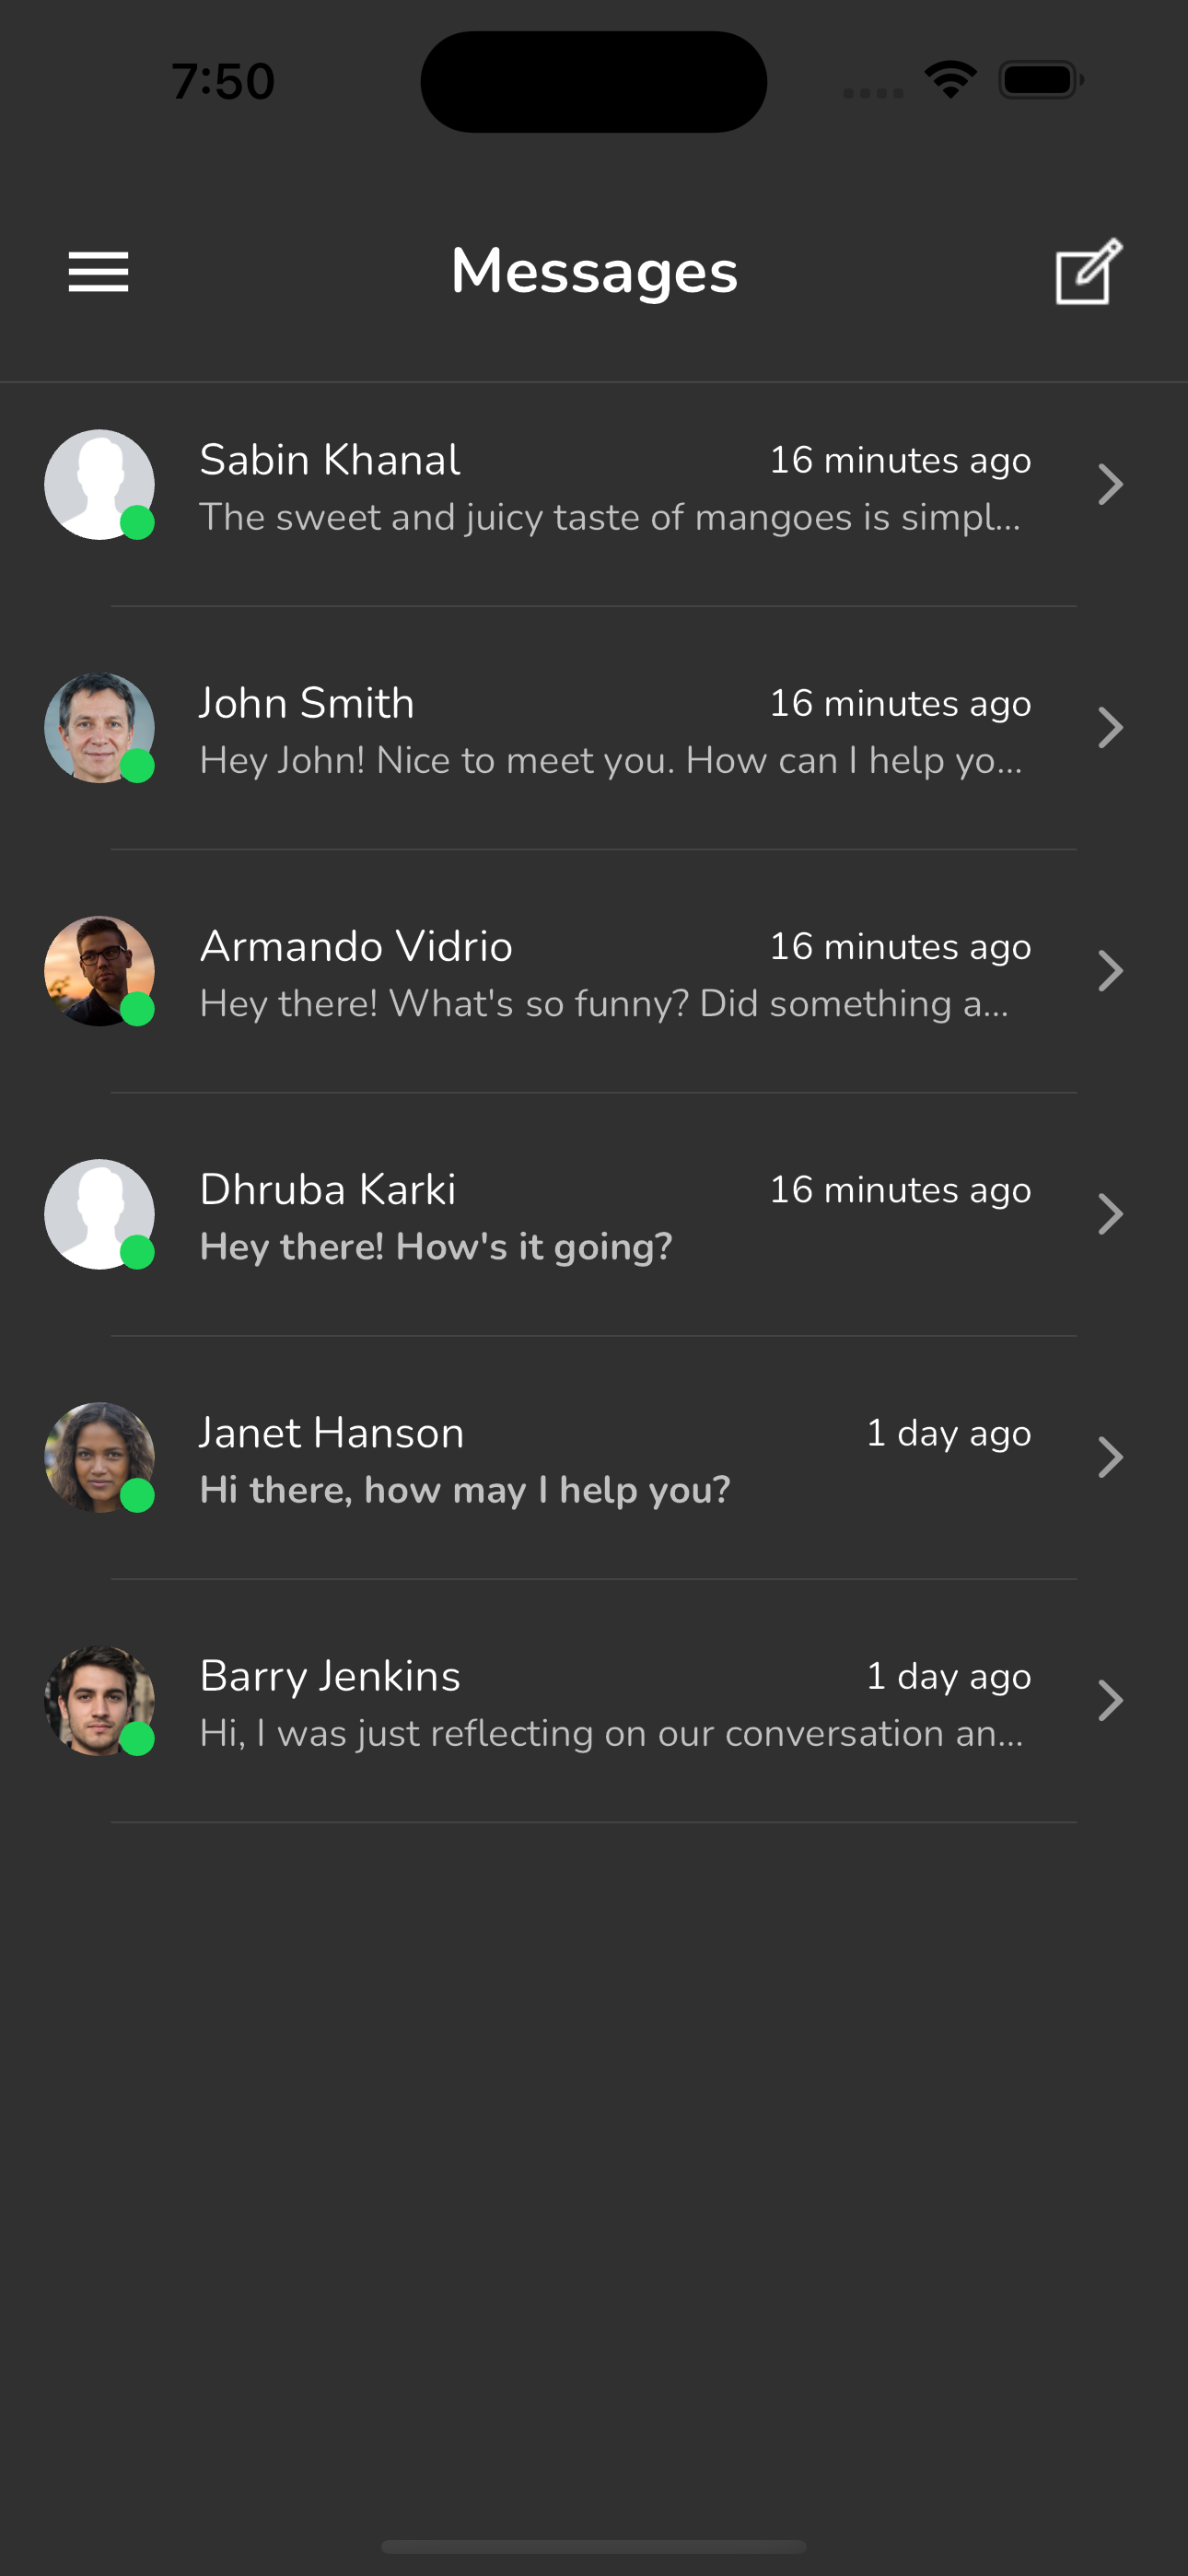 7:50
Messages
Sabin Khanal 16 minutes ago
The sweet and juicy taste of mangoes is simpl...
John Smith 16 minutes ago
Hey John! Nice to meet you. How can I help yo...
Armando Vidrio 16 minutes ago
Hey there! What's so funny? Did something a...
Dhruba Karki 16 minutes ago
Hey there! How's it going?
Janet Hanson 1 day ago
Hi there, how may I help you?
Barry Jenkins 1 day ago
Hi, I was just reflecting on our conversation an...